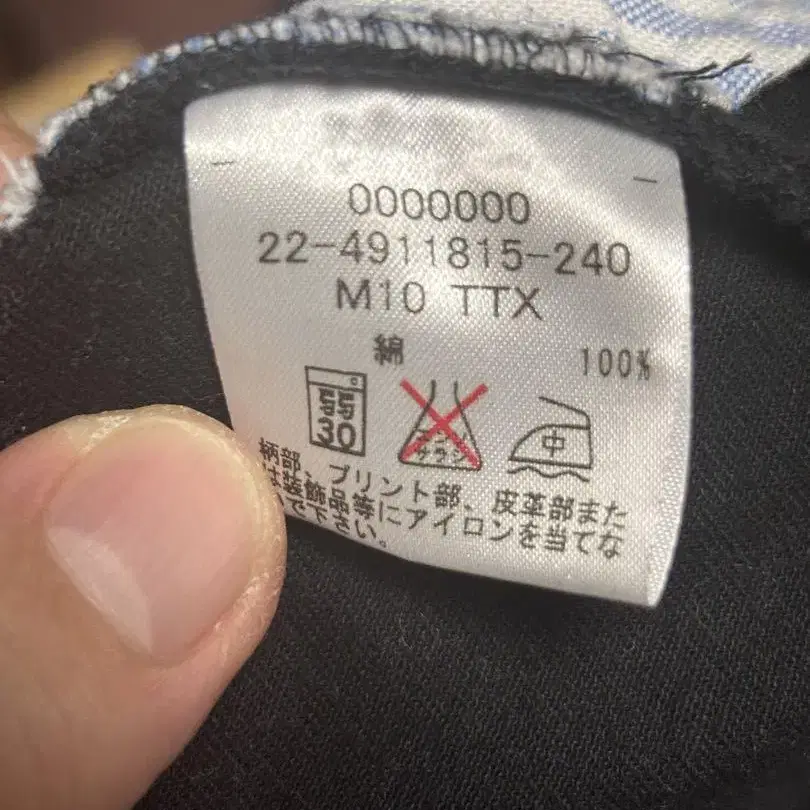 0000000
22-4911815-240
M10 TTX
綿 100%
中
柄部、プリント部、皮革部また
は装飾品等にアイロンを当てな
いで下さい。